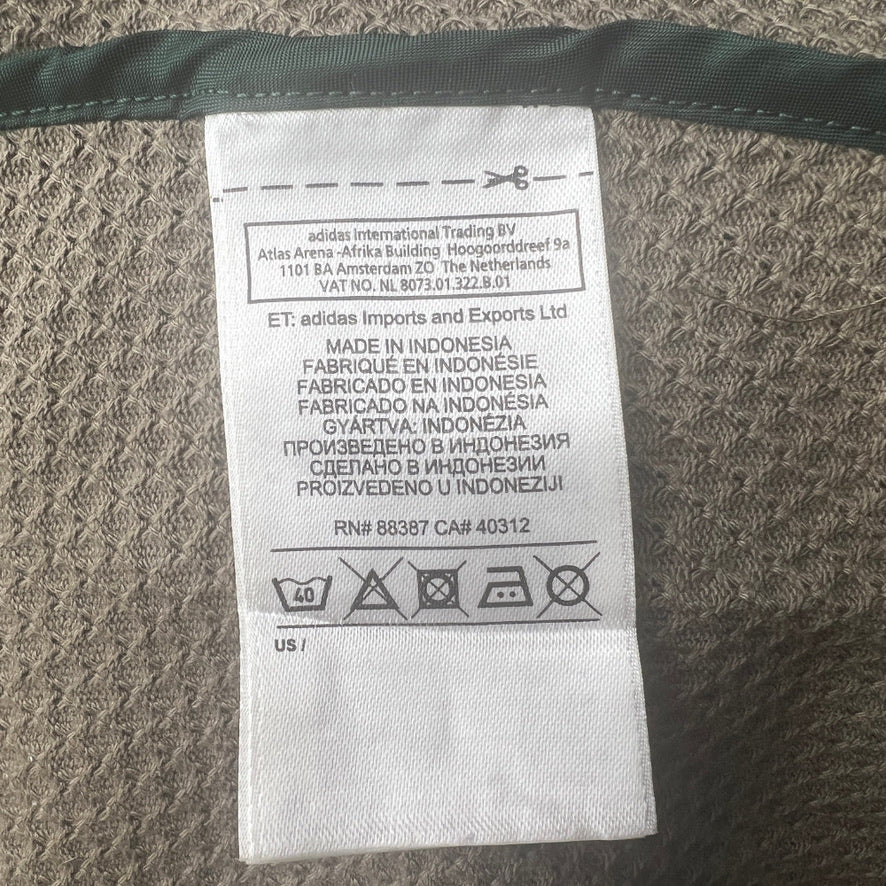 adidas International Trading BV
Atlas Arena -Afrika Building Hoogoorddreef 9a
1101 BA Amsterdam ZO The Netherlands
VAT NO. NL 8073.01.322.B.01
ET: adidas Imports and Exports Ltd
MADE IN INDONESIA
FABRIQUÉ EN INDONÉSIE
FABRICADO EN INDONESIA
FABRICADO NA INDONÉSIA
GYÁRTVA: INDONÉZIA
ПРОИЗВЕДЕНО В ИНДОНЕЗИЯ
СДЕЛАНО В ИНДОНЕЗИИ
PROIZVEDENO U INDONEZIJI
RN# 88387 CA# 40312
40
US /